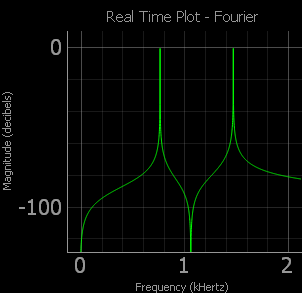 Real Time Plot - Fourier
0
Magnitude (decibels)
-100
0 1 2
Frequency (kHertz)